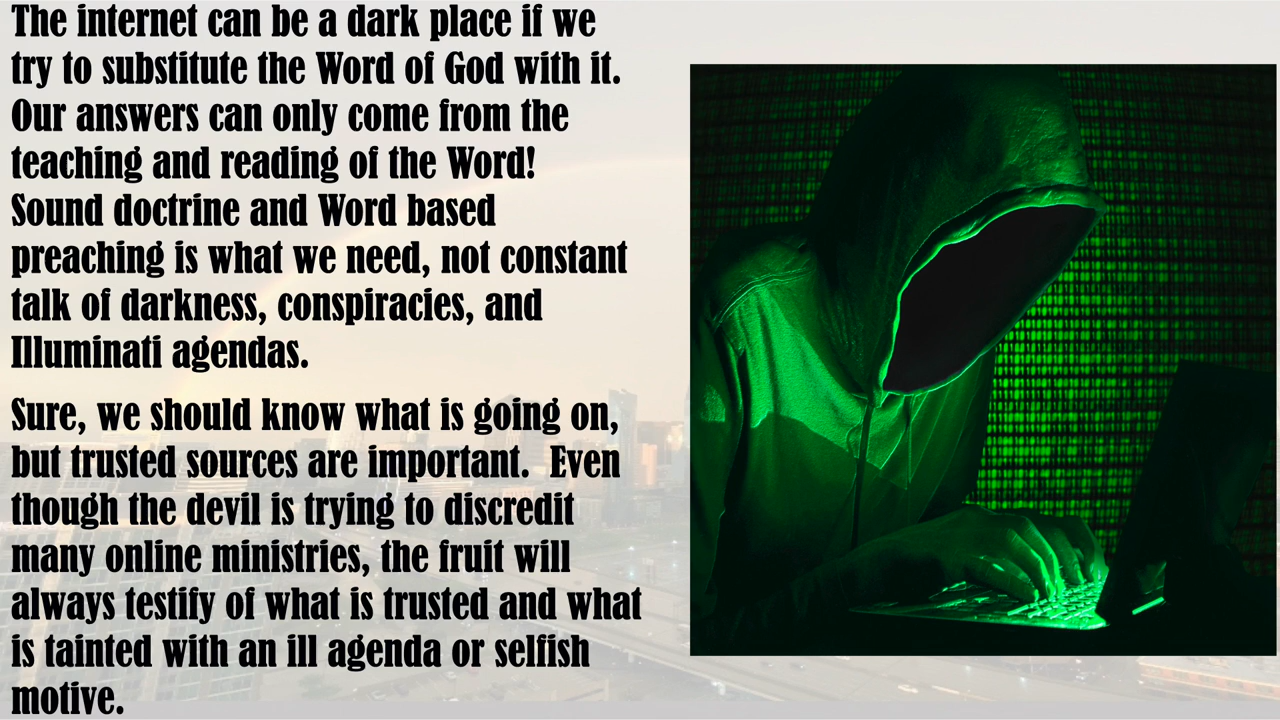 The internet can be a dark place if we
try to substitute the Word of God with it.
Our answers can only come from the
teaching and reading of the Word!
Sound doctrine and Word based
preaching is what we need, not constant
talk of darkness, conspiracies, and
Illuminati agendas.
Sure, we should know what is going on,
but trusted sources are important.  Even
though the devil is trying to discredit
many online ministries, the fruit will
always testify of what is trusted and what
is tainted with an ill agenda or selfish
motive.